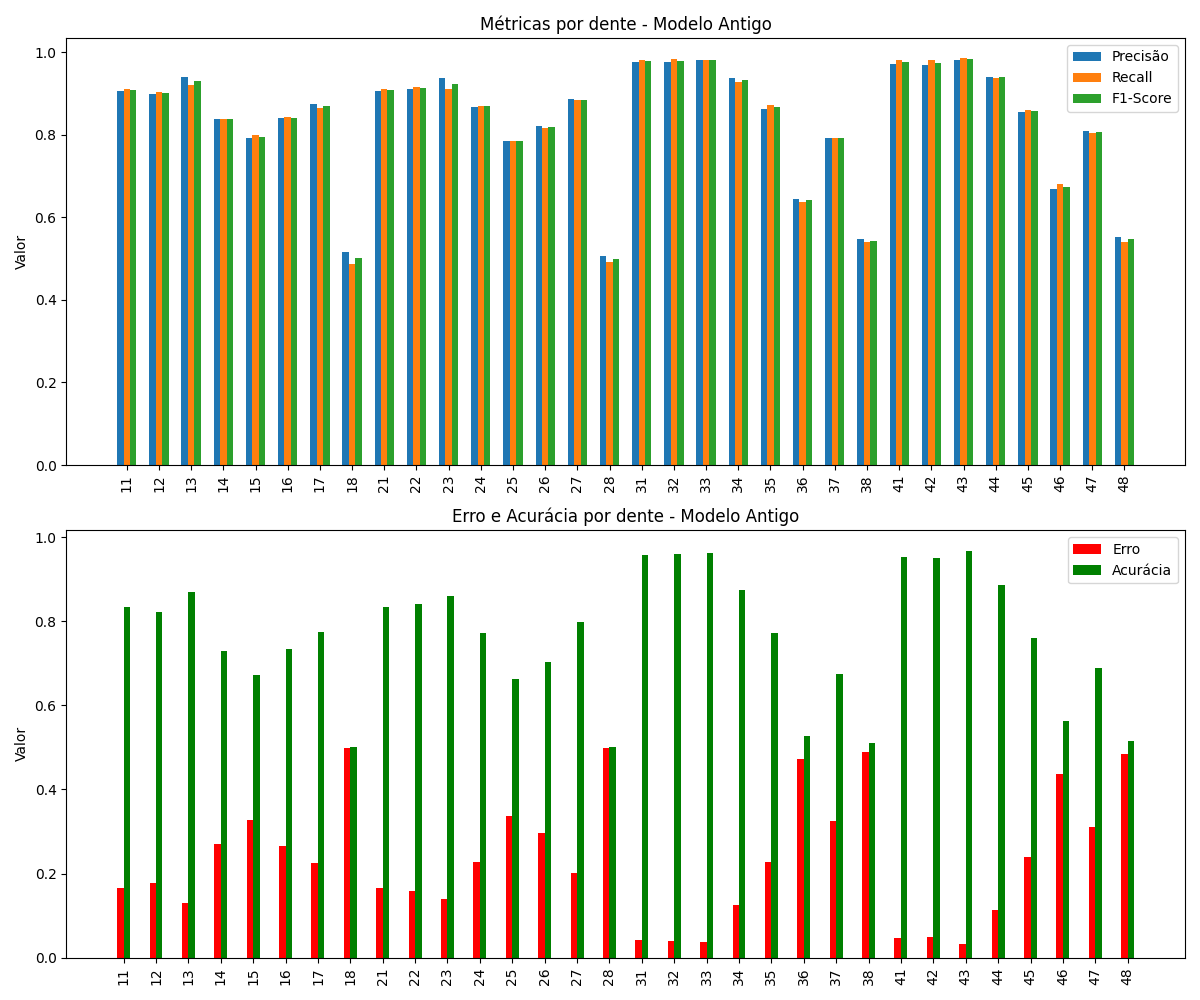 Métricas por dente - Modelo Antigo
Precisão
Recall
F1-Score
Valor
1.0
0.8
0.6
0.4
0.2
0.0
11 12 13 14 15 16 17 18 21 22 23 24 25 26 27 28 31 32 33 34 35 36 37 38 41 42 43 44 45 46 47 48
Erro e Acurácia por dente - Modelo Antigo
Erro
Acurácia
Valor
1.0
0.8
0.6
0.4
0.2
0.0
11 12 13 14 15 16 17 18 21 22 23 24 25 26 27 28 31 32 33 34 35 36 37 38 41 42 43 44 45 46 47 48